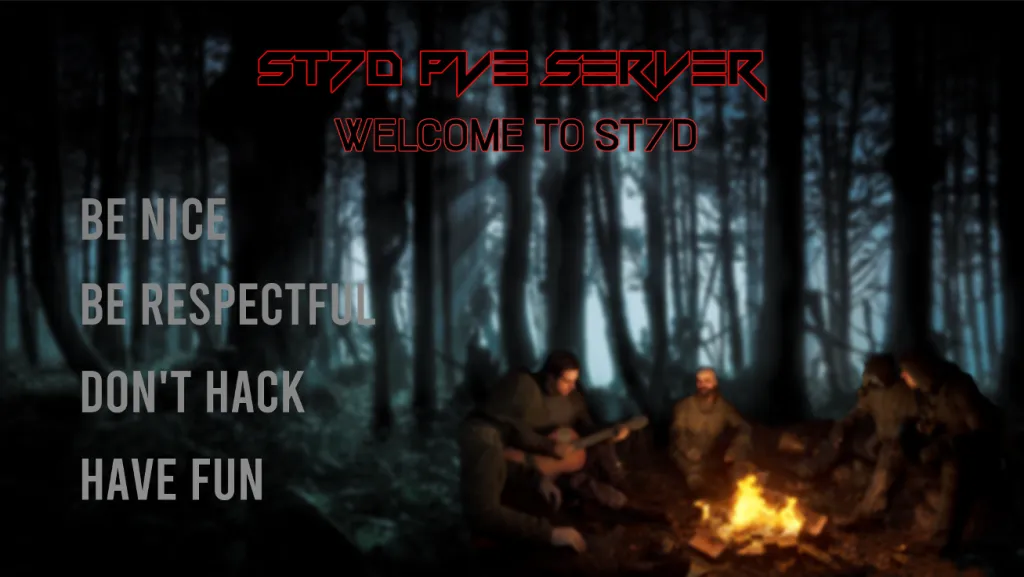 ST7D PVE SERVER
WELCOME TO ST7D
BE NICE
BE RESPECTFUL
DON'T HACK
HAVE FUN